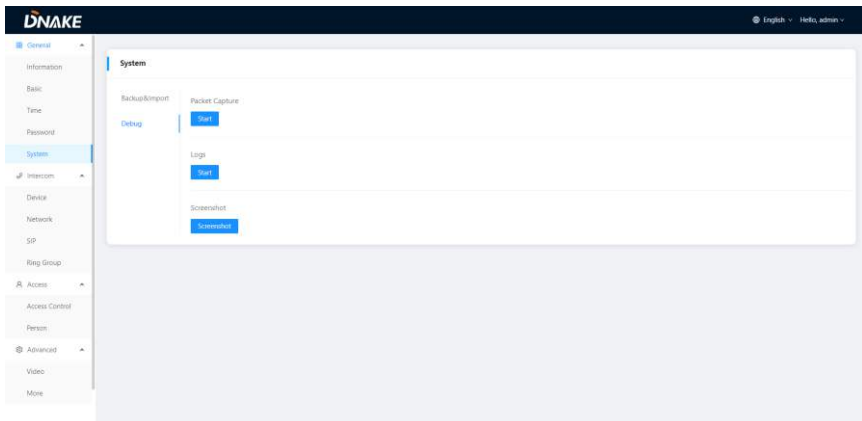 DNAKE
English
Hello, admin
General
Information
Basic
Time
Password
System
Intercom
Device
Network
SIP
Ring Group
Access
Access Control
Person
Advanced
Video
More
System
Backup&Import
Debug
Packet Capture
Start
Logs
Start
Screenshot
Screenshot